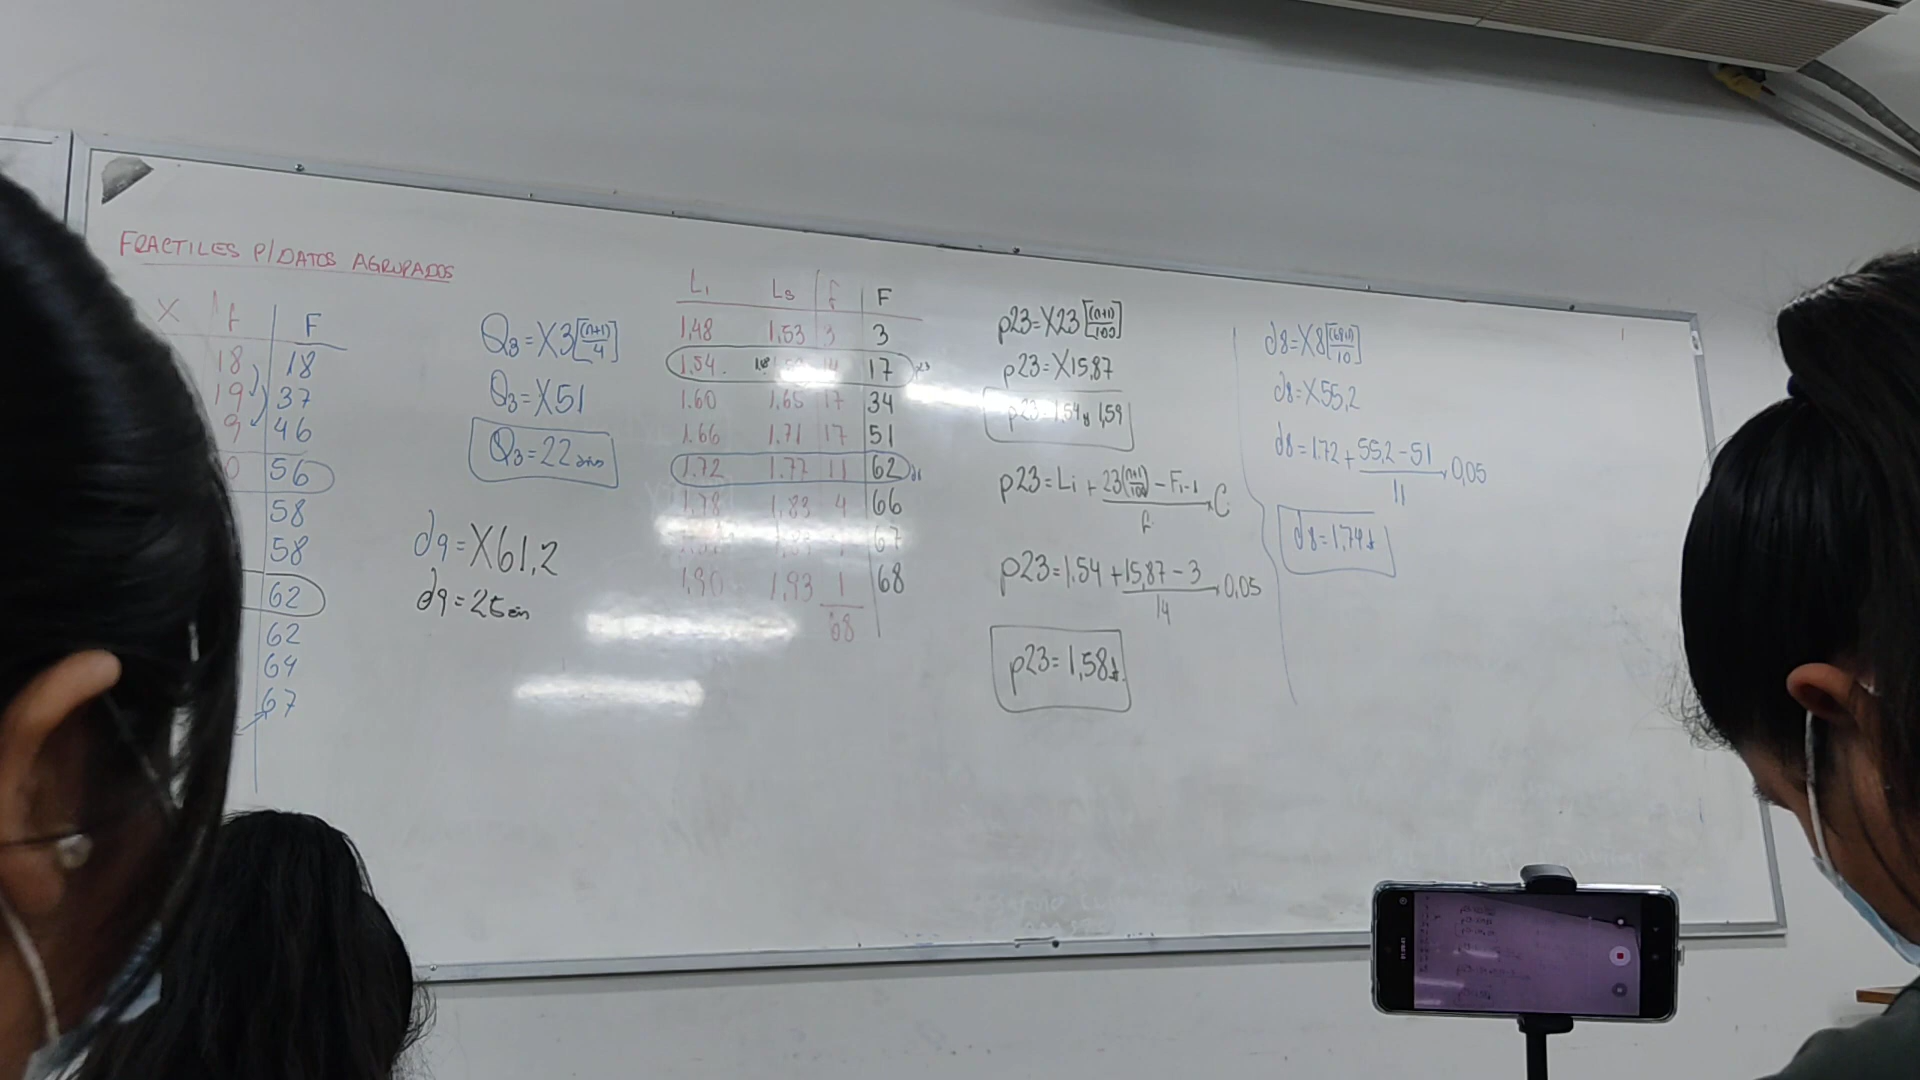 FRACTILES P/DATOS AGRUPADOS
X f F
18 18
19 37
9 46
0 56
58
58
62
62
64
67
Q3=X3[(n+1)/4]
Q3=X51
Q3=22
d9=X61,2
d9=25
Li Ls f F
1.48 1.53 3 3
1.54 14 17
1.60 1.65 17 34
1.66 1.71 17 51
1.72 1.77 11 62
1.78 1.83 4 66
67
1.90 1.93 1 68
68
p23=X23[(n+1)/100]
p23=X15,87
p23=1.54 y 1,59
p23=Li+23(n+1/100)-Fi-1/f.C
p23=1.54+15,87-3/14.0,05
p23=1,58
d8=X8[(68+1)/10]
d8=X55,2
d8=1.72+55,2-51/11.0,05
d8=1,74